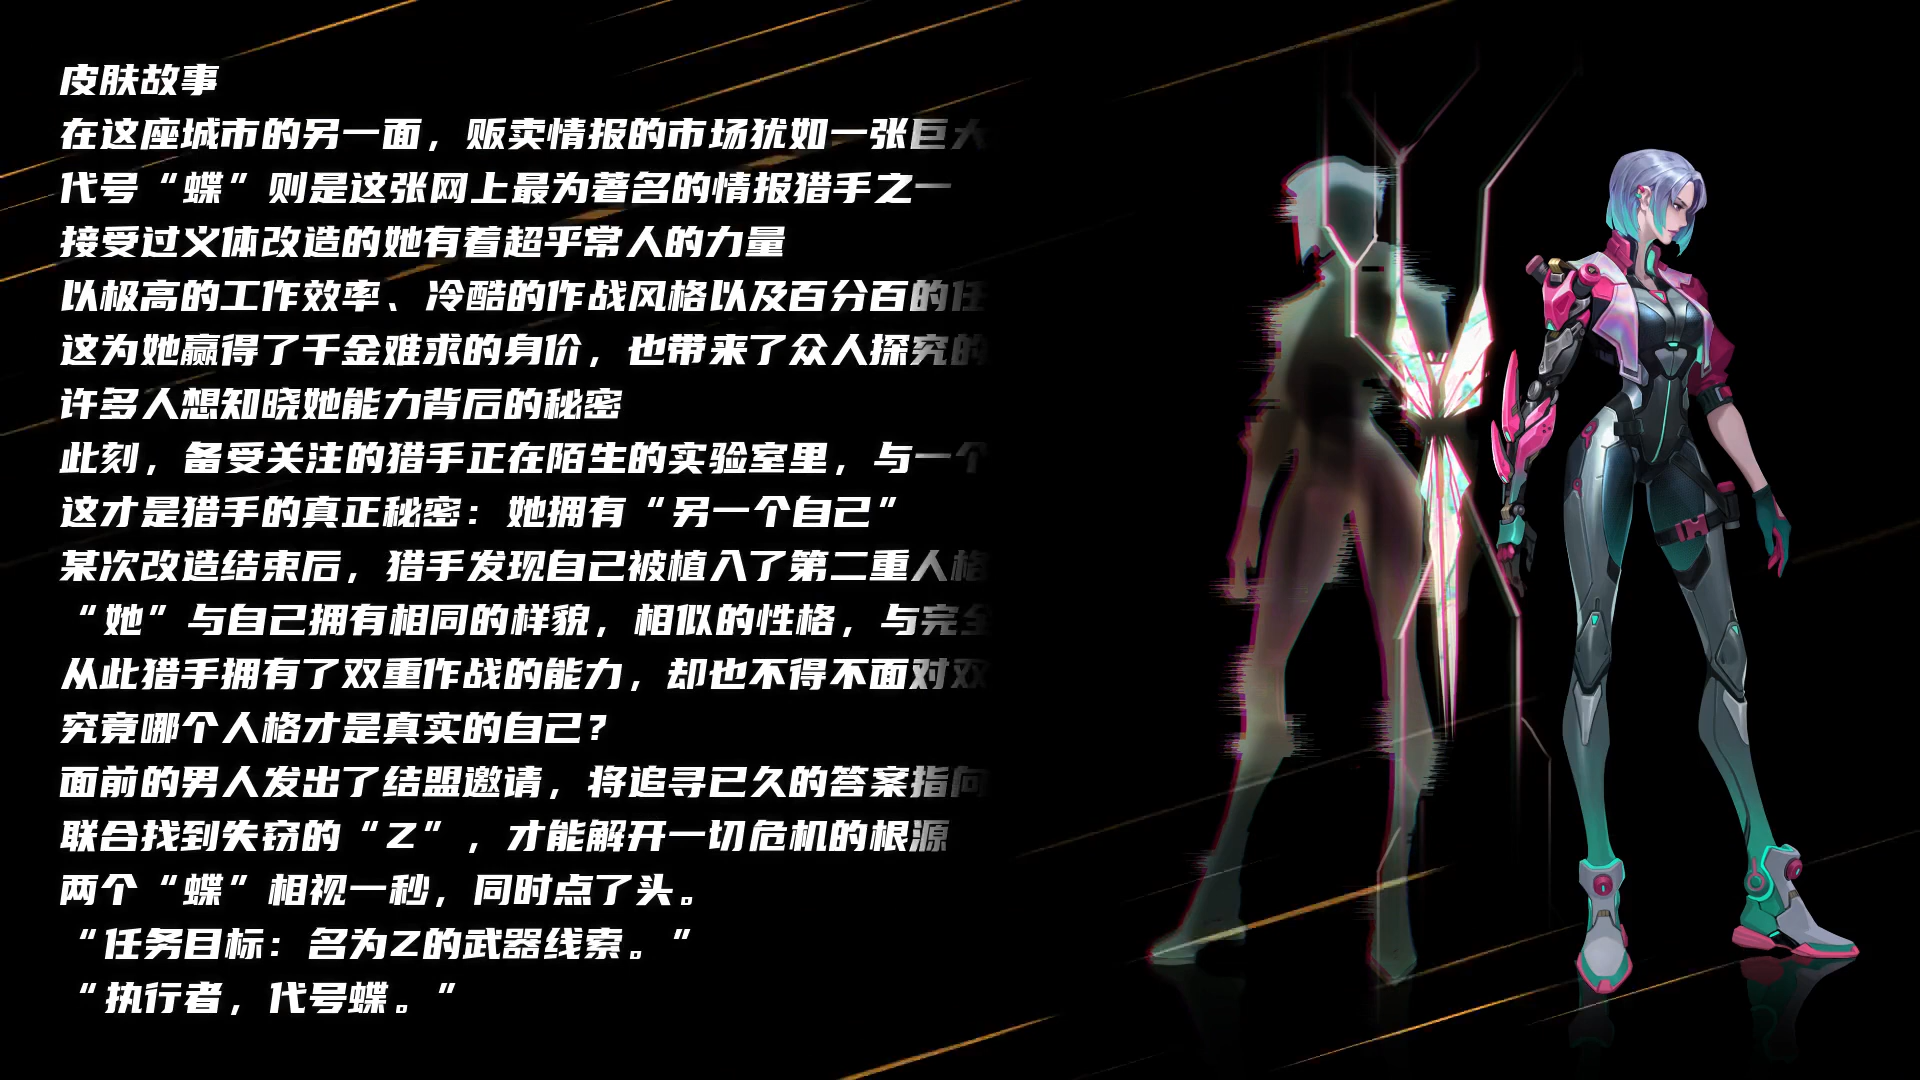 皮肤故事
在这座城市的另一面，贩卖情报的市场犹如一张巨大
代号“蝶”则是这张网上最为著名的情报猎手之一
接受过义体改造的她有着超乎常人的力量
以极高的工作效率、冷酷的作战风格以及百分百的任
这为她赢得了千金难求的身价，也带来了众人探究的
许多人想知晓她能力背后的秘密
此刻，备受关注的猎手正在陌生的实验室里，与一个
这才是猎手的真正秘密：她拥有“另一个自己”
某次改造结束后，猎手发现自己被植入了第二重人格
“她”与自己拥有相同的样貌，相似的性格，与完全
从此猎手拥有了双重作战的能力，却也不得不面对双
究竟哪个人格才是真实的自己？
面前的男人发出了结盟邀请，将追寻已久的答案指向
联合找到失窃的“Z”，才能解开一切危机的根源
两个“蝶”相视一秒，同时点了头。
“任务目标：名为Z的武器线索。”
“执行者，代号蝶。”